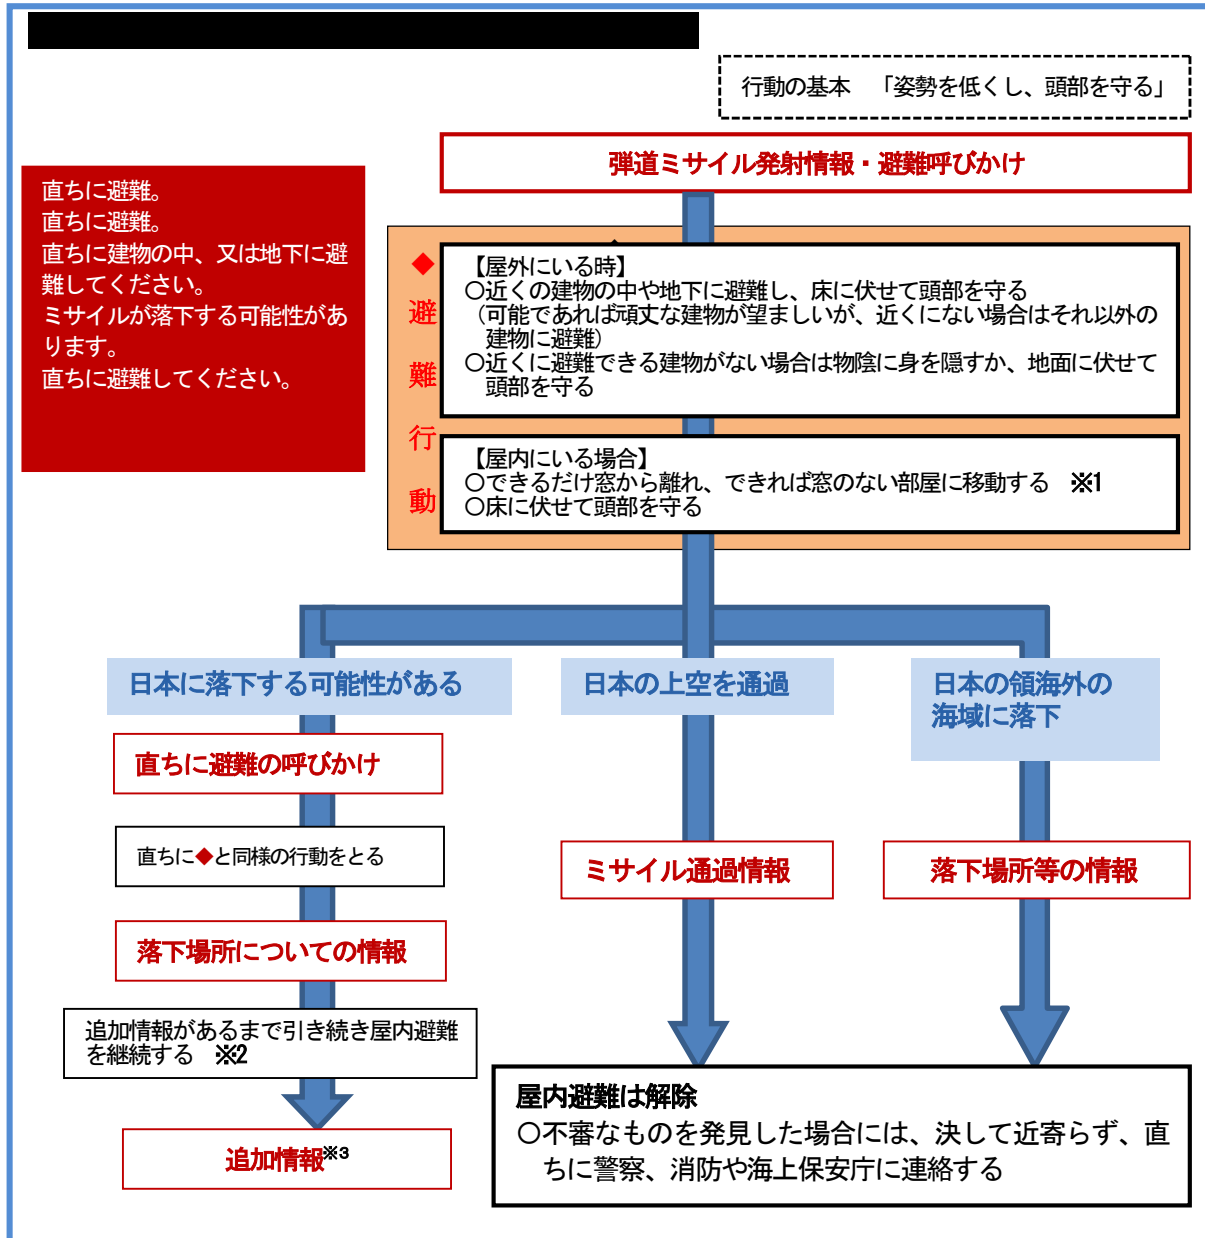 行動の基本　「姿勢を低くし、頭部を守る」
弾道ミサイル発射情報・避難呼びかけ
直ちに避難。
直ちに避難。
直ちに建物の中、又は地下に避
難してください。
ミサイルが落下する可能性があ
ります。
直ちに避難してください。
◆
避
難
行
動
【屋外にいる時】
○近くの建物の中や地下に避難し、床に伏せて頭部を守る
（可能であれば頑丈な建物が望ましいが、近くにない場合はそれ以外の
建物に避難）
○近くに避難できる建物がない場合は物陰に身を隠すか、地面に伏せて
頭部を守る
【屋内にいる場合】
○できるだけ窓から離れ、できれば窓のない部屋に移動する　※1
○床に伏せて頭部を守る
日本に落下する可能性がある
直ちに避難の呼びかけ
直ちに◆と同様の行動をとる
落下場所についての情報
追加情報があるまで引き続き屋内避難
を継続する　※2
追加情報※3
日本の上空を通過
ミサイル通過情報
日本の領海外の
海域に落下
落下場所等の情報
屋内避難は解除
○不審なものを発見した場合には、決して近寄らず、直
ちに警察、消防や海上保安庁に連絡する